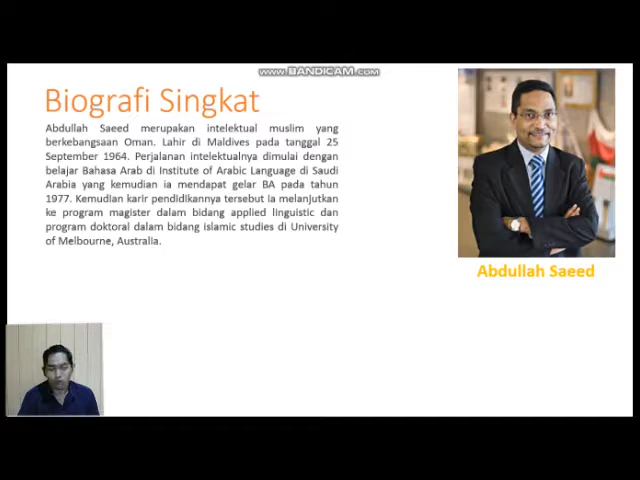 www.BANDICAM.com
Biografi Singkat
Abdullah Saeed merupakan intelektual muslim yang
berkebangsaan Oman. Lahir di Maldives pada tanggal 25
September 1964. Perjalanan intelektualnya dimulai dengan
belajar Bahasa Arab di Institute of Arabic Language di Saudi
Arabia yang kemudian ia mendapat gelar BA pada tahun
1977. Kemudian karir pendidikannya tersebut Ia melanjutkan
ke program magister dalam bidang applied linguistic dan
program doktoral dalam bidang islamic studies di University
of Melbourne, Australia.
Abdullah Saeed